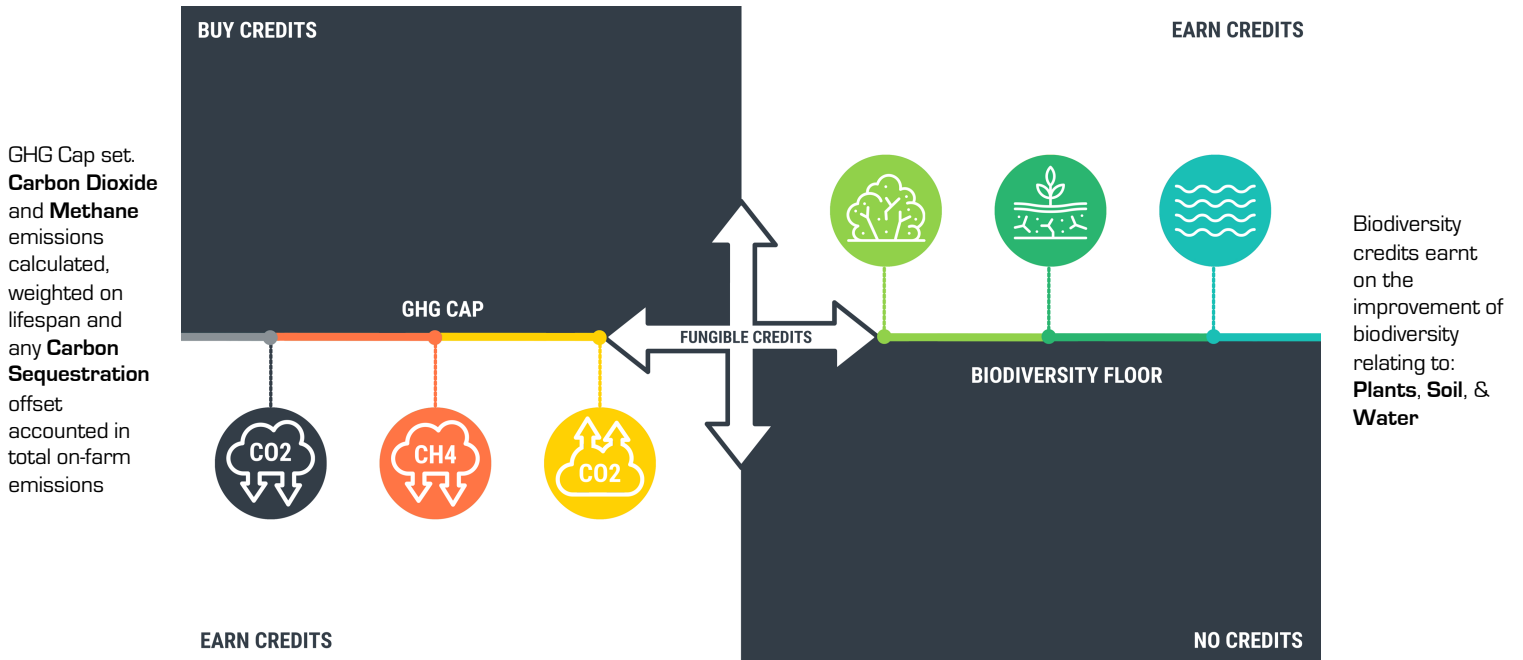 BUY CREDITS
EARN CREDITS
GHG Cap set.
Carbon Dioxide
and Methane
emissions
calculated,
weighted on
lifespan and
any Carbon
Sequestration
offset
accounted in
total on-farm
emissions
GHG CAP
FUNGIBLE CREDITS
BIODIVERSITY FLOOR
CO2
CH4
CO2
Biodiversity
credits earnt
on the
improvement of
biodiversity
relating to:
Plants, Soil, &
Water
EARN CREDITS
NO CREDITS